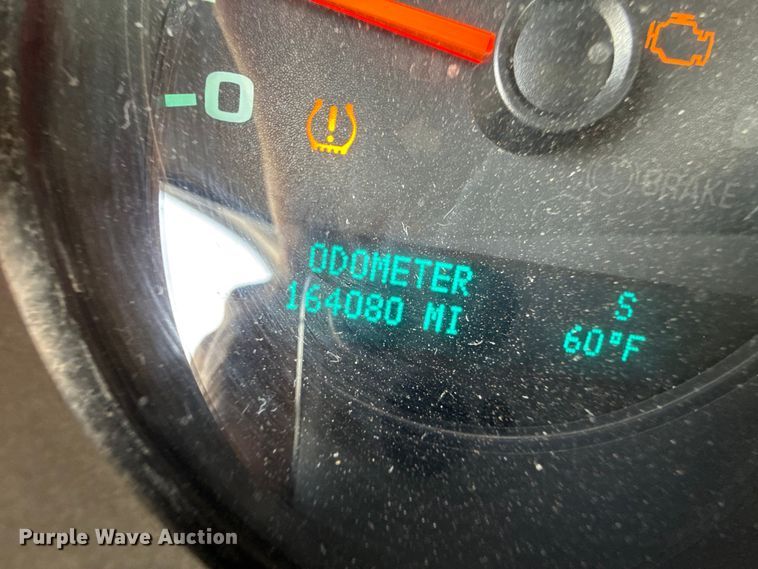 -0
BRAKE
ODOMETER
164080 MI
S
60°F
Purple Wave Auction